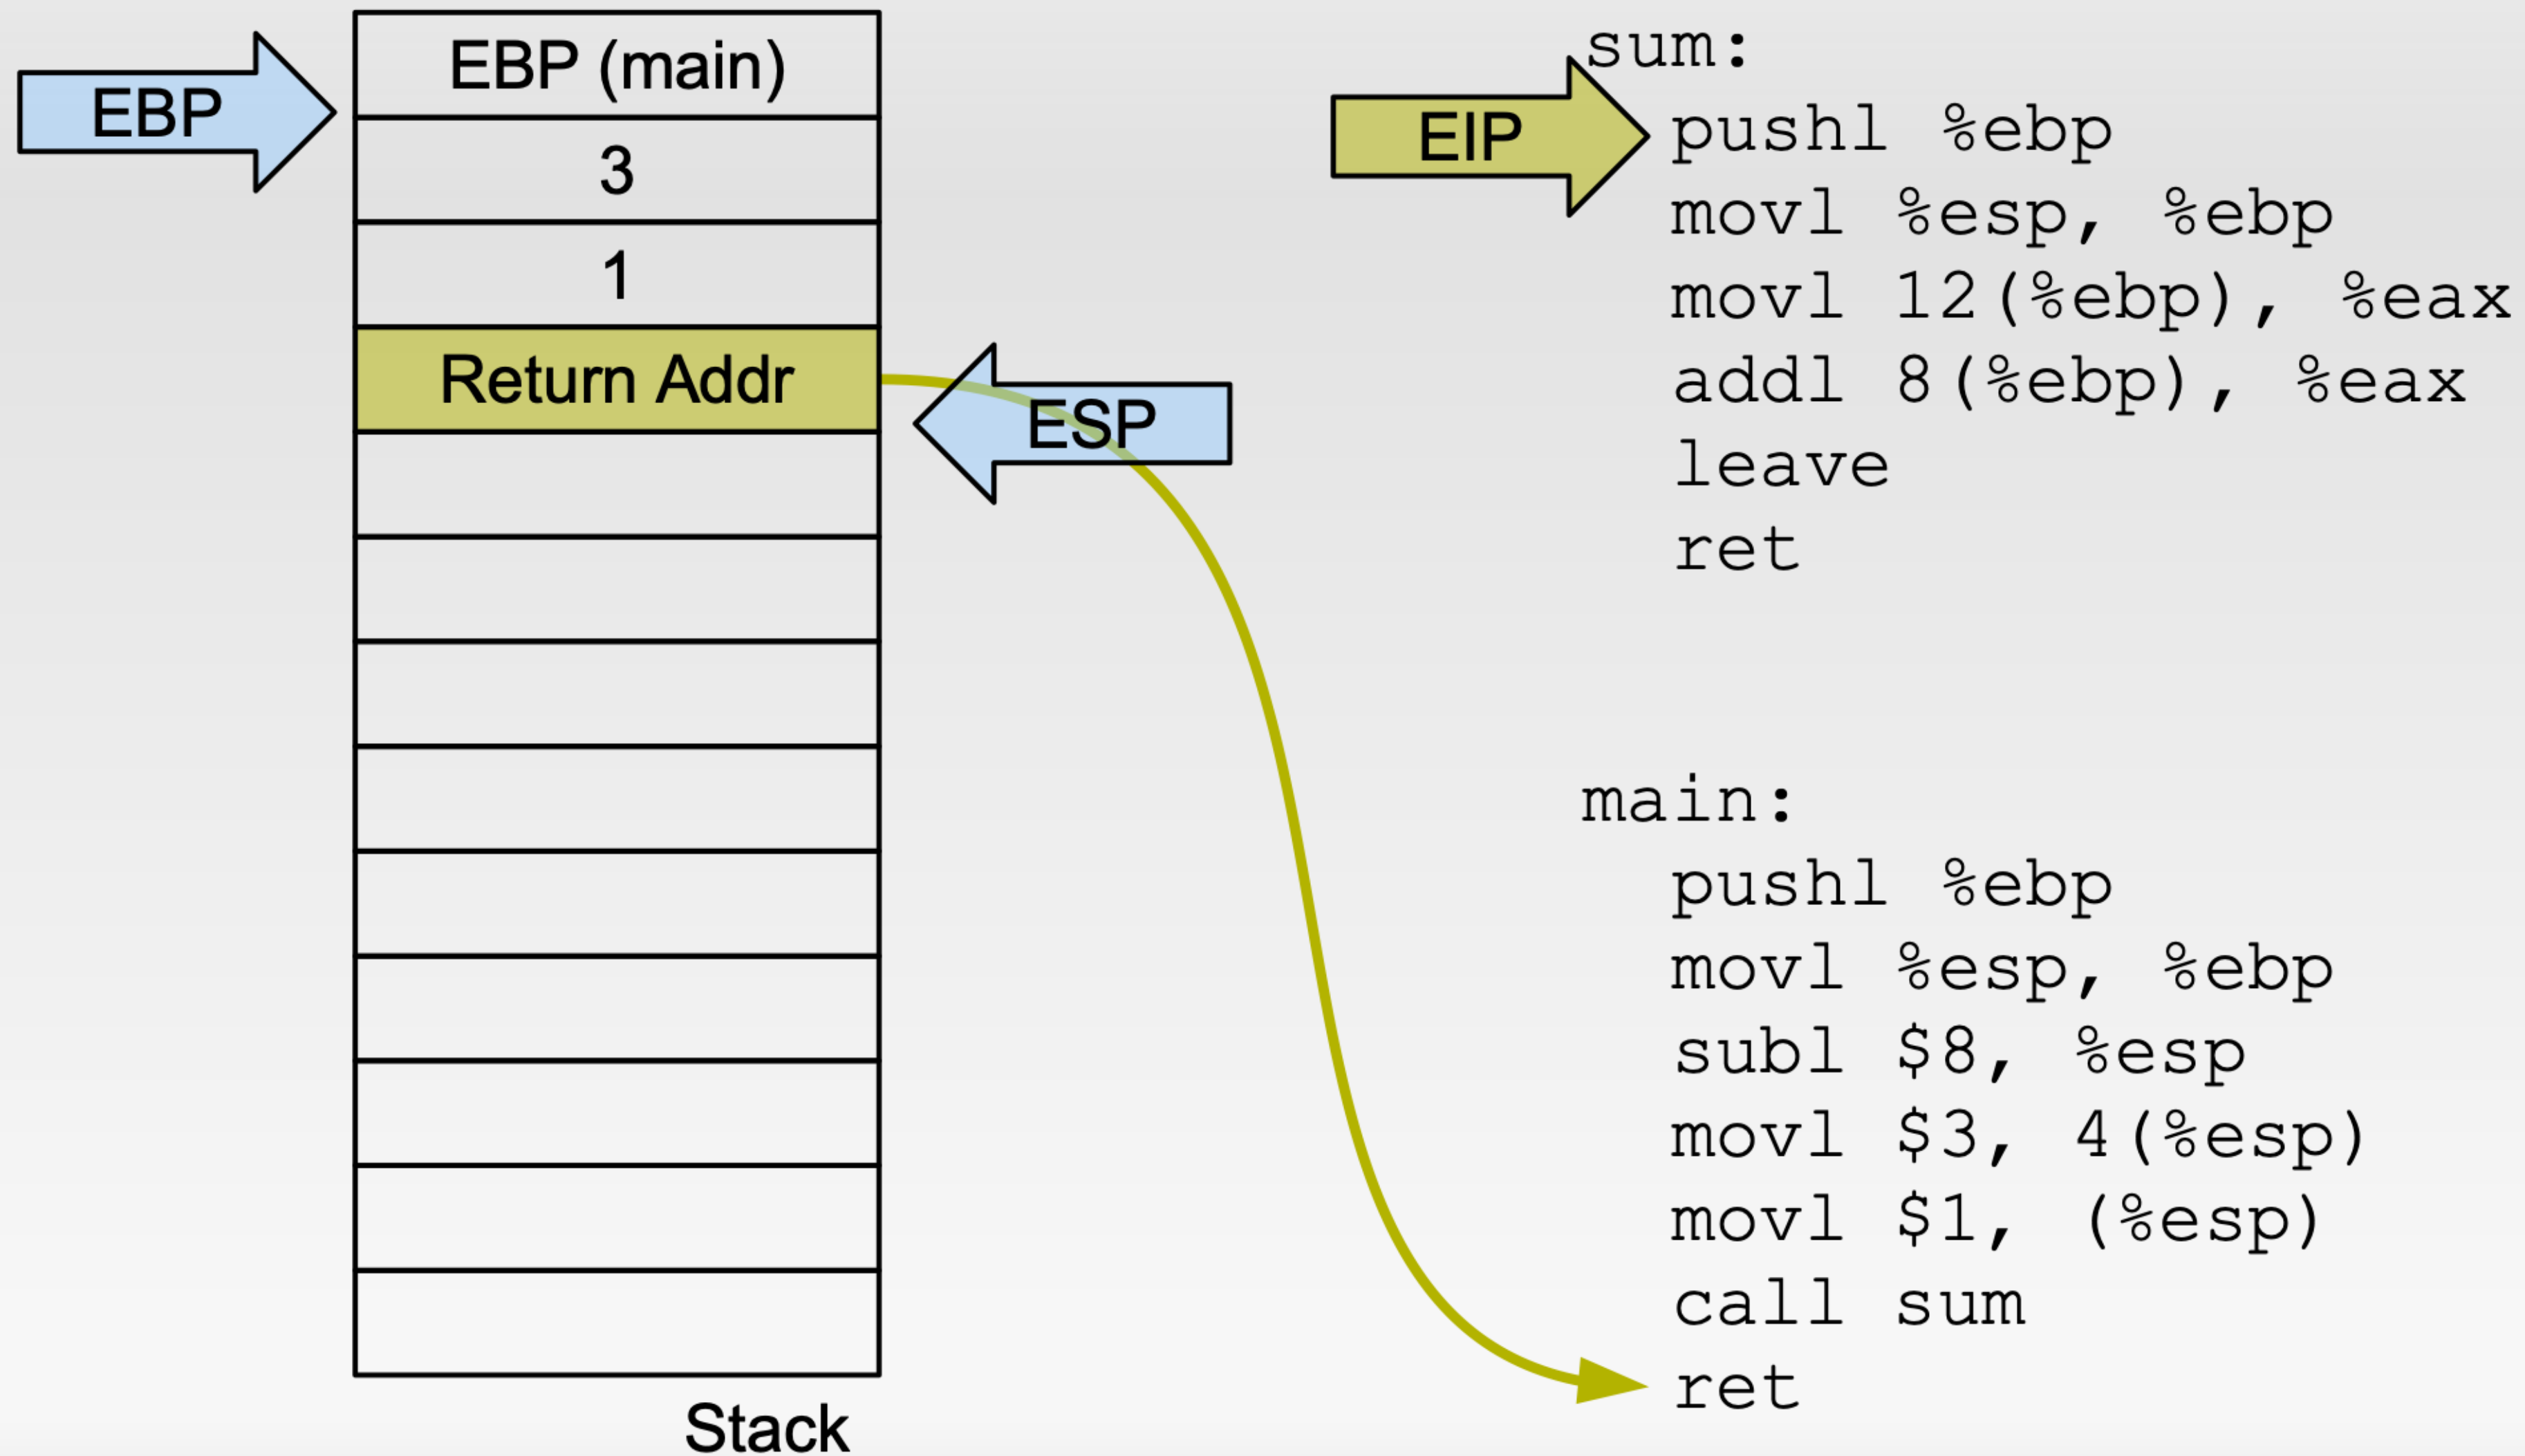 EBP (main)
EBP
3
1
Return Addr
ESP
Stack
EIP
sum:
pushl %ebp
movl %esp, %ebp
movl 12(%ebp), %eax
addl 8(%ebp), %eax
leave
ret
main:
pushl %ebp
movl %esp, %ebp
subl $8, %esp
movl $3, 4(%esp)
movl $1, (%esp)
call sum
ret